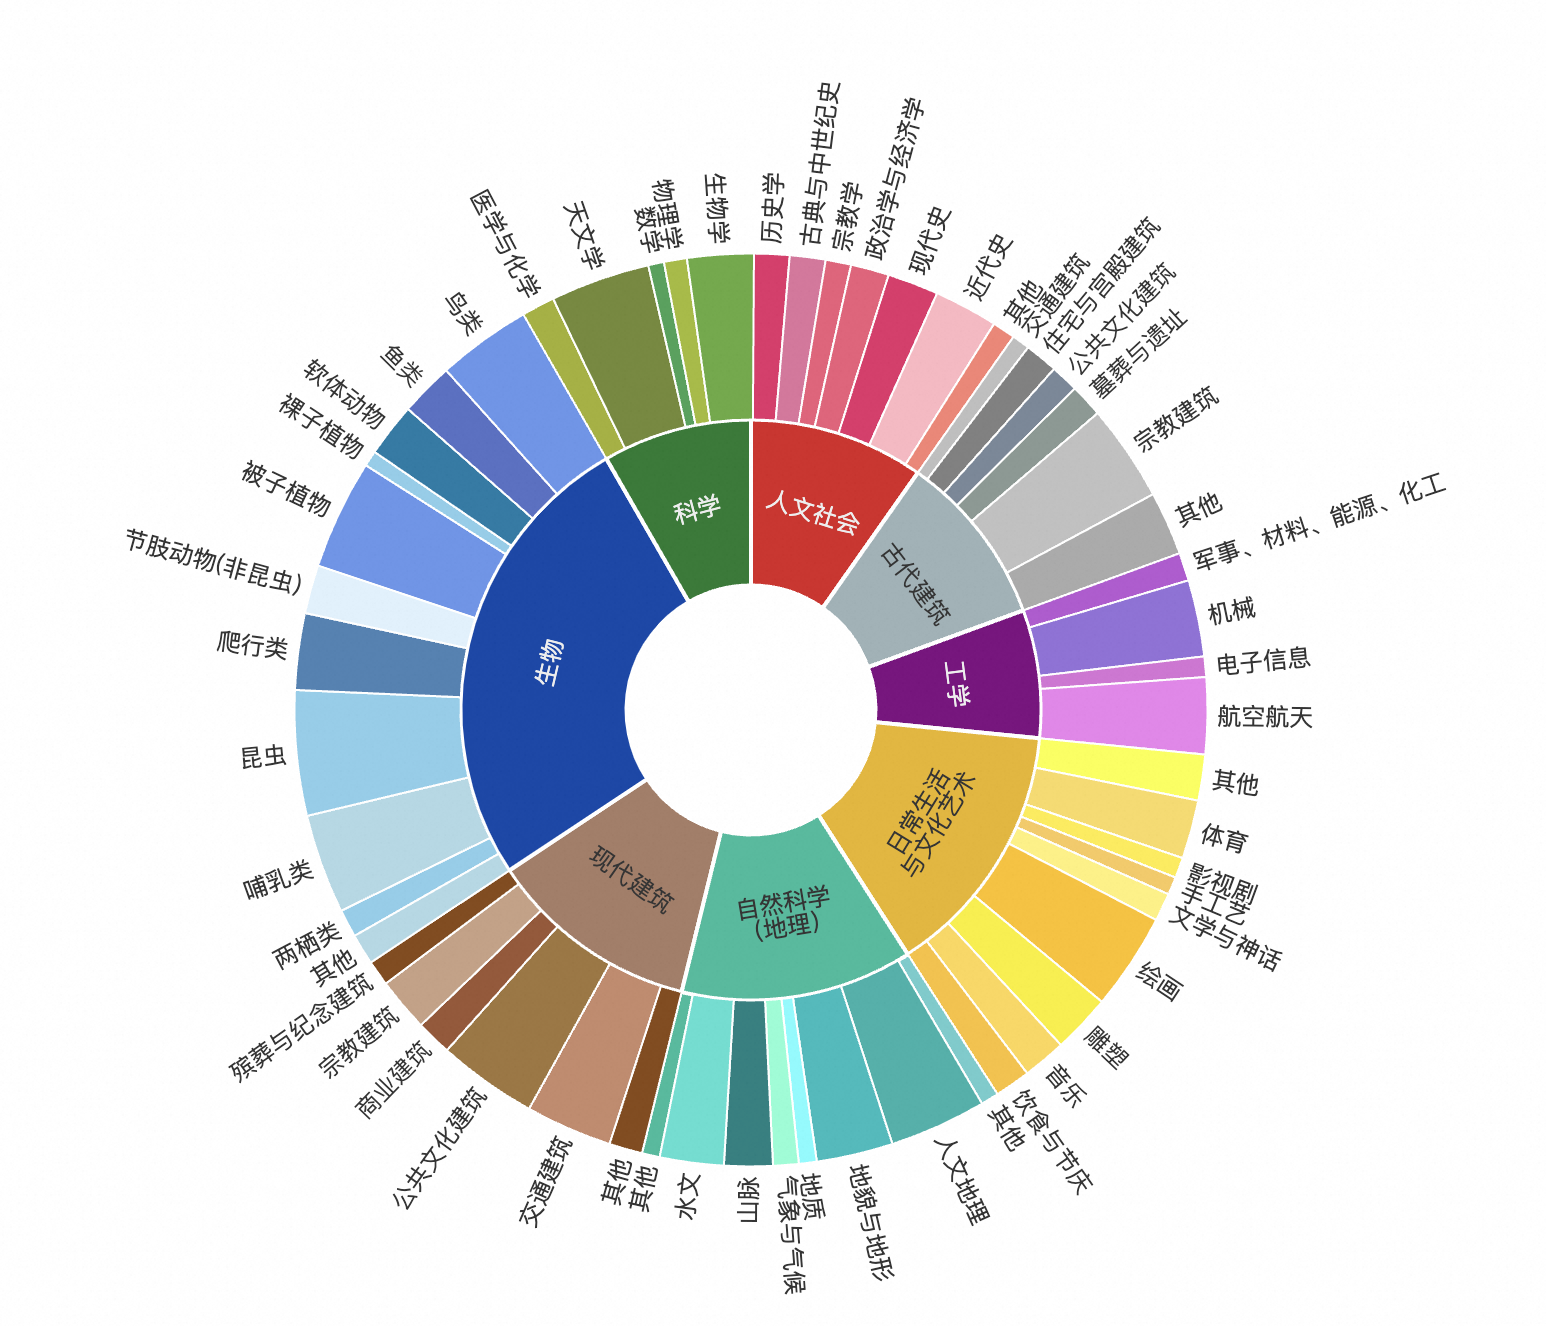 人文社会
历史学
古典与中世纪史
宗教学
政治学与经济学
现代史
近代史
其他
古代建筑
交通建筑
住宅与宫殿建筑
公共文化建筑
墓葬与遗址
宗教建筑
其他
工学
军事、材料、能源、化工
机械
电子信息
航空航天
日常生活
与文化艺术
其他
体育
影视剧
手工艺
文学与神话
绘画
雕塑
音乐
饮食与节庆
自然科学
(地理)
其他
人文地理
地貌与地形
地质
气象与气候
山脉
水文
其他
现代建筑
其他
交通建筑
公共文化建筑
商业建筑
宗教建筑
殡葬与纪念建筑
生物
其他
两栖类
哺乳类
昆虫
爬行类
节肢动物(非昆虫)
被子植物
裸子植物
软体动物
鱼类
鸟类
科学
医学与化学
天文学
数学
物理学
生物学